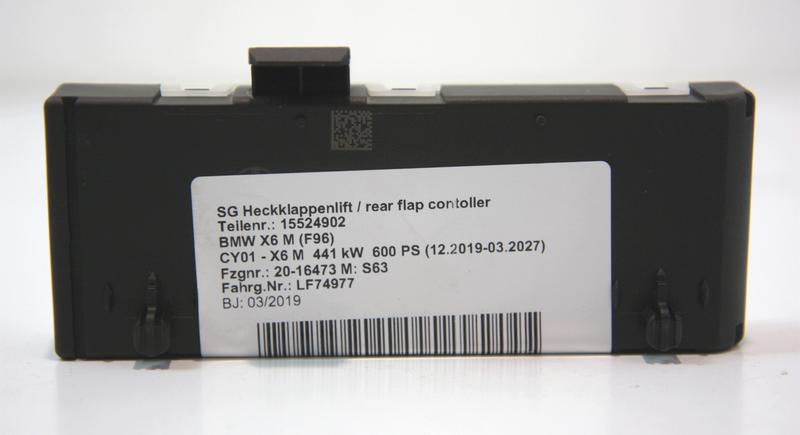 SG Heckklappenlift / rear flap contoller
Teilenr.: 15524902
BMW X6 M (F96)
CY01 - X6 M  441 kW  600 PS (12.2019-03.2027)
Fzgnr.: 20-16473 M: S63
Fahrg.Nr.: LF74977
BJ: 03/2019